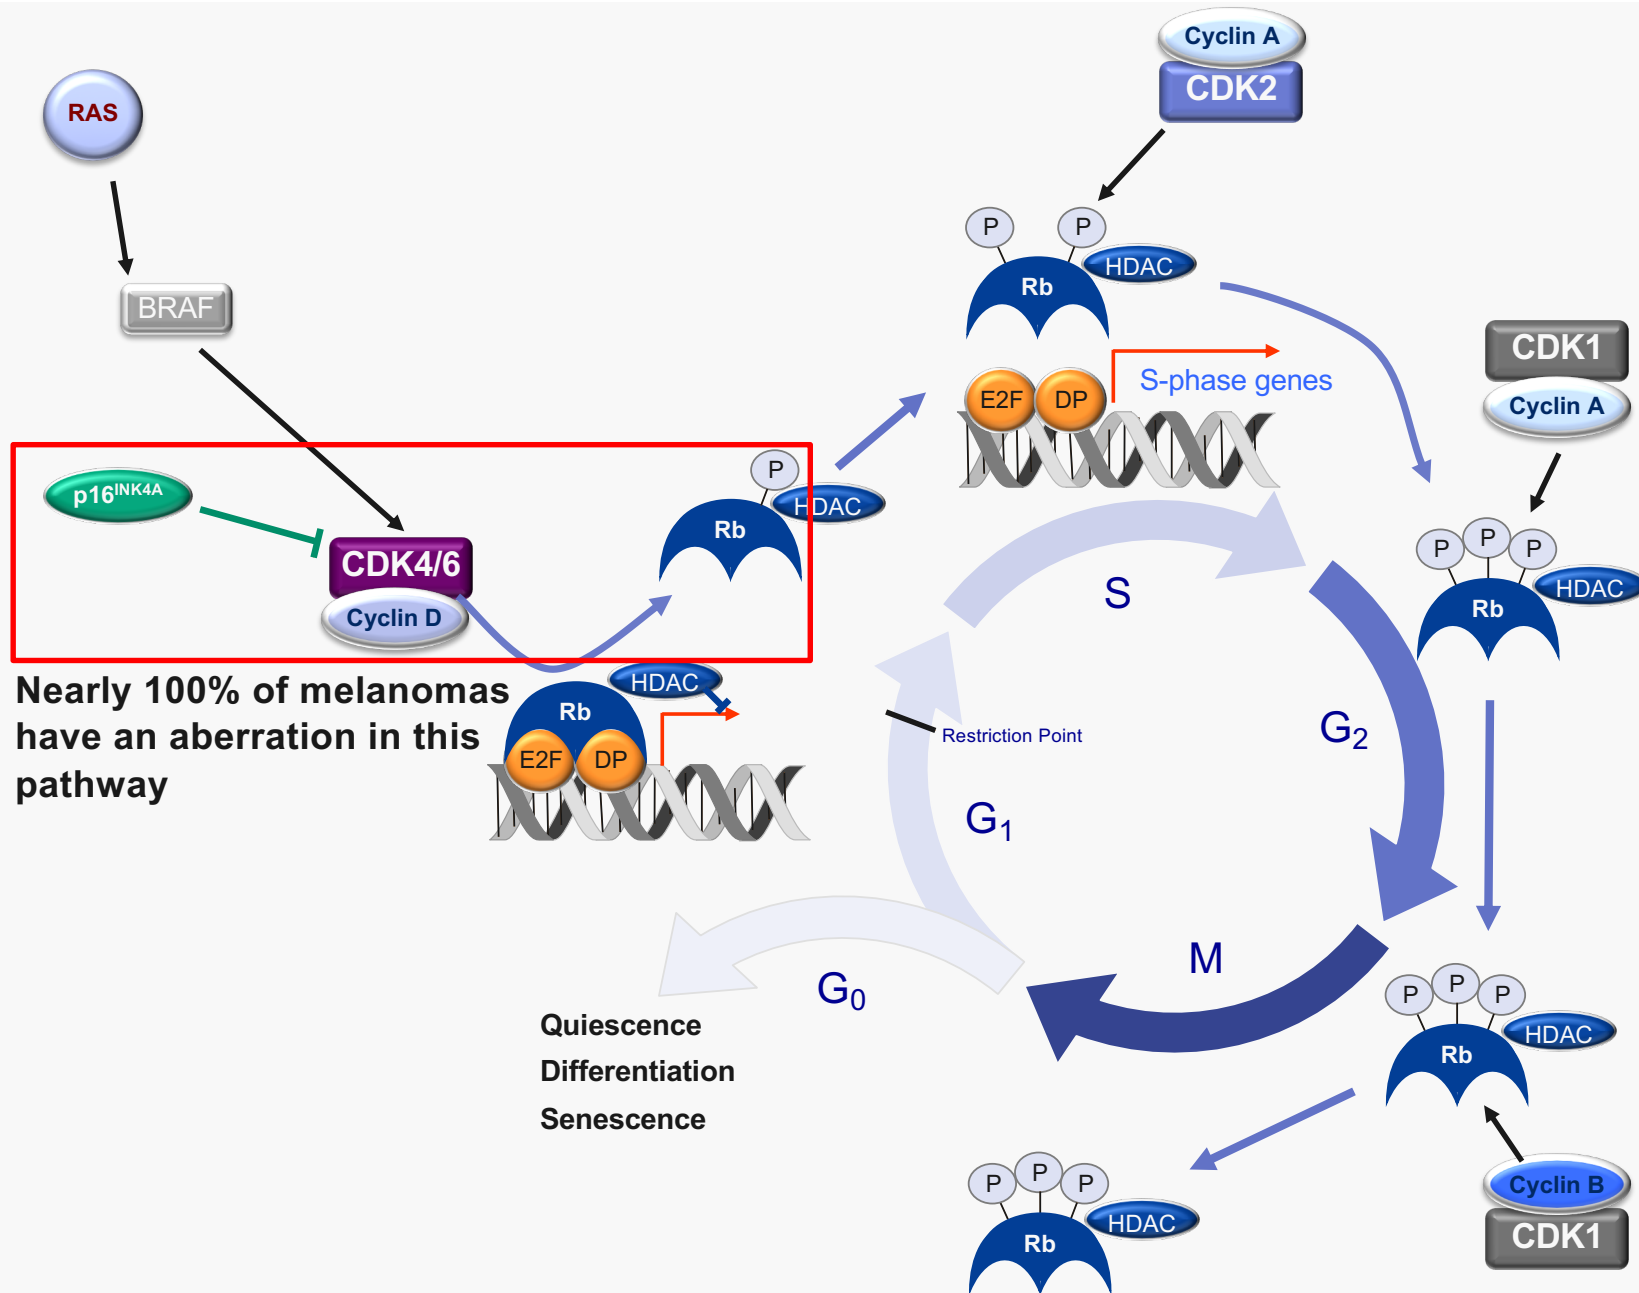 Cyclin A
CDK2
RAS
P
P
HDAC
Rb
BRAF
CDK1
Cyclin A
S-phase genes
E2F
DP
P
p16INK4A
HDAC
Rb
CDK4/6
Cyclin D
P
P
P
HDAC
Rb
S
Nearly 100% of melanomas
have an aberration in this
pathway
HDAC
Rb
E2F
DP
Restriction Point
G2
G1
M
G0
Quiescence
Differentiation
Senescence
P
P
P
HDAC
Rb
P
P
P
HDAC
Rb
Cyclin B
CDK1